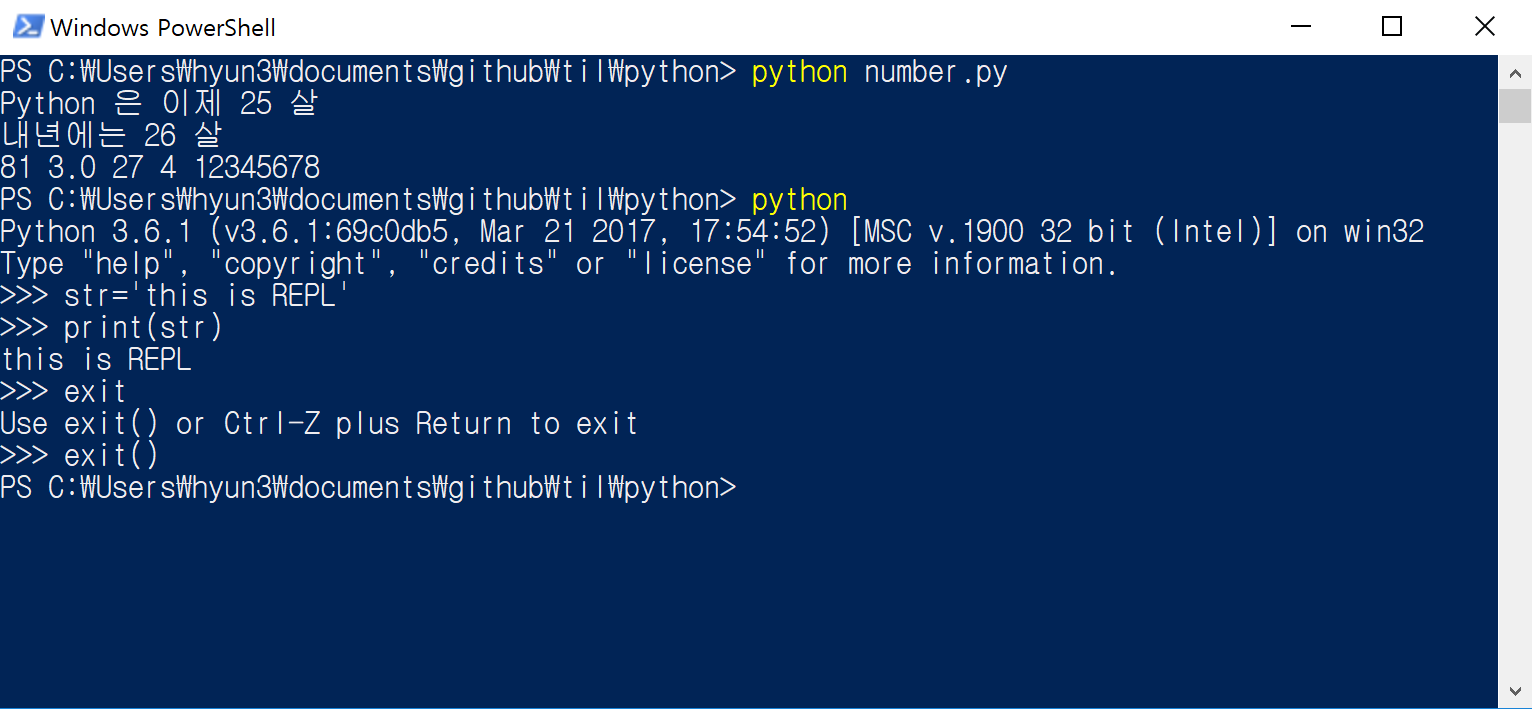 Windows PowerShell
PS C:₩Users₩hyun3₩documents₩github₩til₩python> python number.py
Python 은 이제 25 살
내년에는 26 살
81 3.0 27 4 12345678
PS C:₩Users₩hyun3₩documents₩github₩til₩python> python
Python 3.6.1 (v3.6.1:69c0db5, Mar 21 2017, 17:54:52) [MSC v.1900 32 bit (Intel)] on win32
Type "help", "copyright", "credits" or "license" for more information.
>>> str='this is REPL'
>>> print(str)
this is REPL
>>> exit
Use exit() or Ctrl-Z plus Return to exit
>>> exit()
PS C:₩Users₩hyun3₩documents₩github₩til₩python>